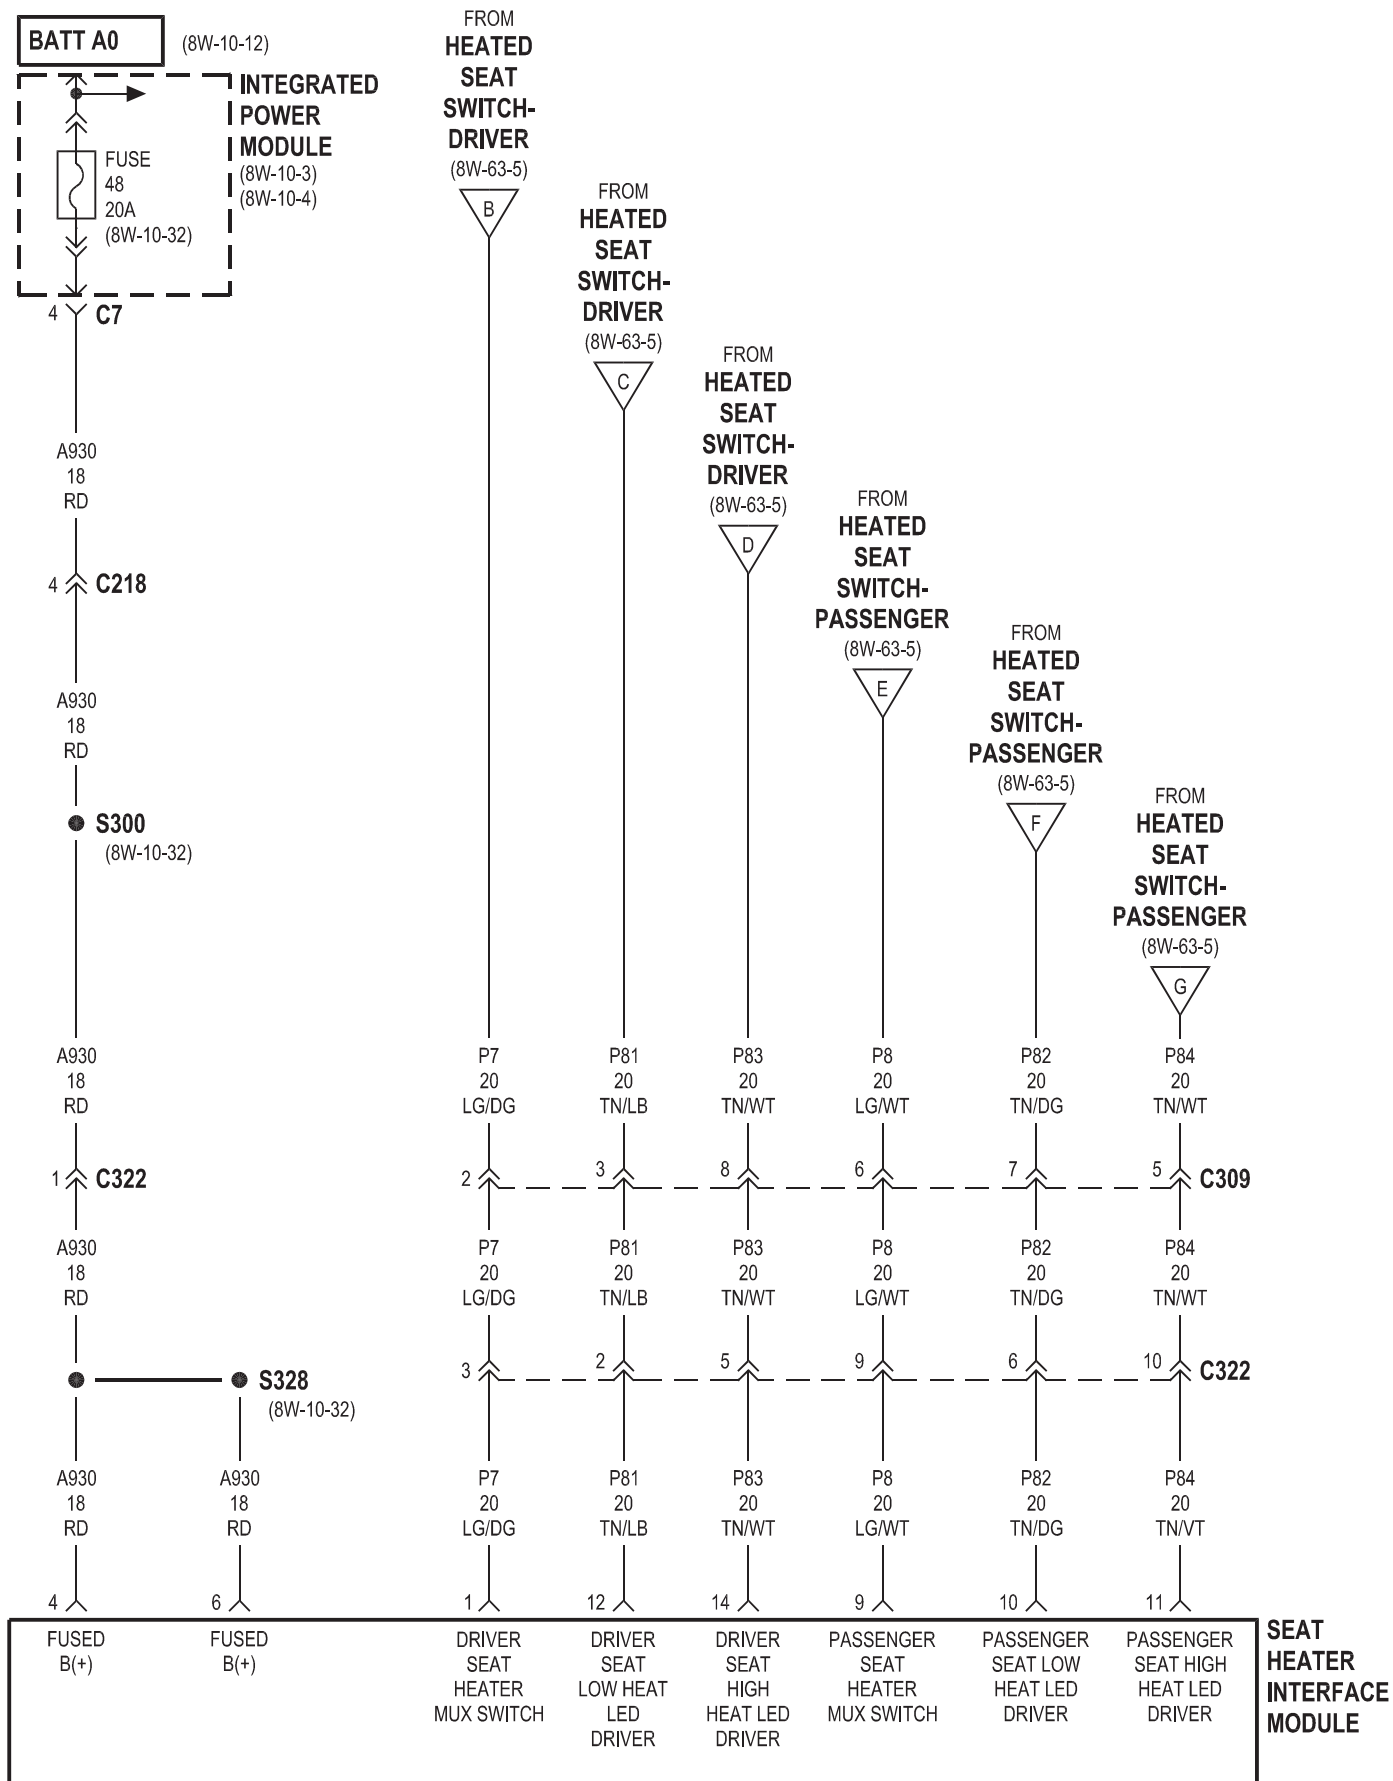 BATT A0
(8W-10-12)
INTEGRATED
POWER
MODULE
(8W-10-3)
(8W-10-4)
FUSE
48
20A
(8W-10-32)
4
C7
A930
18
RD
4
C218
A930
18
RD
S300
(8W-10-32)
A930
18
RD
1
C322
A930
18
RD
S328
(8W-10-32)
A930
18
RD
A930
18
RD
4
6
FROM
HEATED
SEAT
SWITCH-
DRIVER
(8W-63-5)
B
FROM
HEATED
SEAT
SWITCH-
DRIVER
(8W-63-5)
C
FROM
HEATED
SEAT
SWITCH-
DRIVER
(8W-63-5)
D
FROM
HEATED
SEAT
SWITCH-
PASSENGER
(8W-63-5)
E
FROM
HEATED
SEAT
SWITCH-
PASSENGER
(8W-63-5)
F
FROM
HEATED
SEAT
SWITCH-
PASSENGER
(8W-63-5)
G
P7 P81 P83 P8 P82 P84
20 20 20 20 20 20
LG/DG TN/LB TN/WT LG/WT TN/DG TN/WT
2 3 8 6 7 5 C309
P7 P81 P83 P8 P82 P84
20 20 20 20 20 20
LG/DG TN/LB TN/WT LG/WT TN/DG TN/WT
3 2 5 9 6 10 C322
P7 P81 P83 P8 P82 P84
20 20 20 20 20 20
LG/DG TN/LB TN/WT LG/WT TN/DG TN/VT
1 12 14 9 10 11
FUSED
B(+)
FUSED
B(+)
DRIVER
SEAT
HEATER
MUX SWITCH
DRIVER
SEAT
LOW HEAT
LED
DRIVER
DRIVER
SEAT
HIGH
HEAT LED
DRIVER
PASSENGER
SEAT
HEATER
MUX SWITCH
PASSENGER
SEAT LOW
HEAT LED
DRIVER
PASSENGER
SEAT HIGH
HEAT LED
DRIVER
SEAT
HEATER
INTERFACE
MODULE